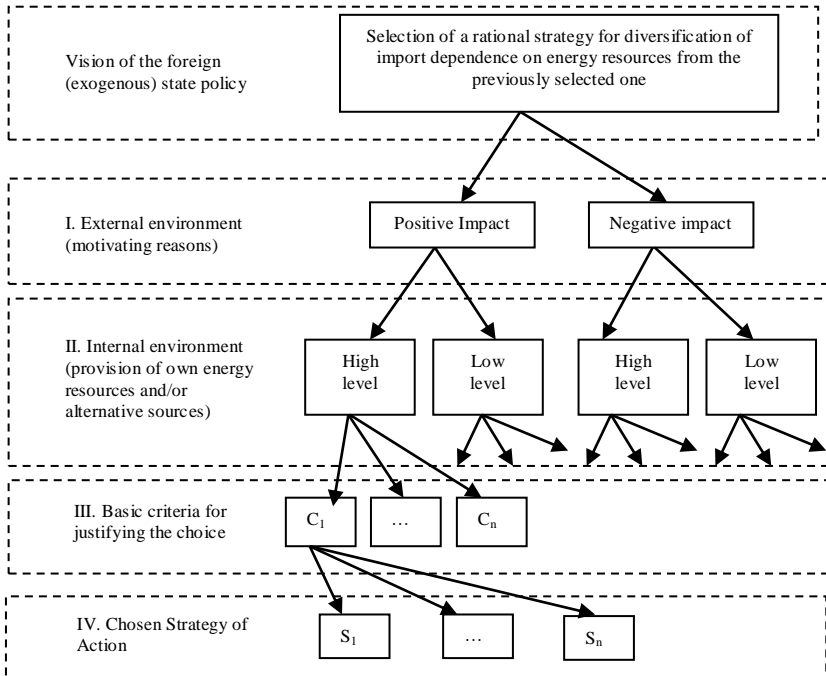 Vision of the foreign
(exogenous) state policy
Selection of a rational strategy for diversification of
import dependence on energy resources from the
previously selected one
I. External environment
(motivating reasons)
Positive Impact
Negative impact
II. Internal environment
(provision of own energy
resources and/or
alternative sources)
High
level
Low
level
High
level
Low
level
III. Basic criteria for
justifying the choice
C₁
...
Cₙ
IV. Chosen Strategy of
Action
S₁
...
Sₙ